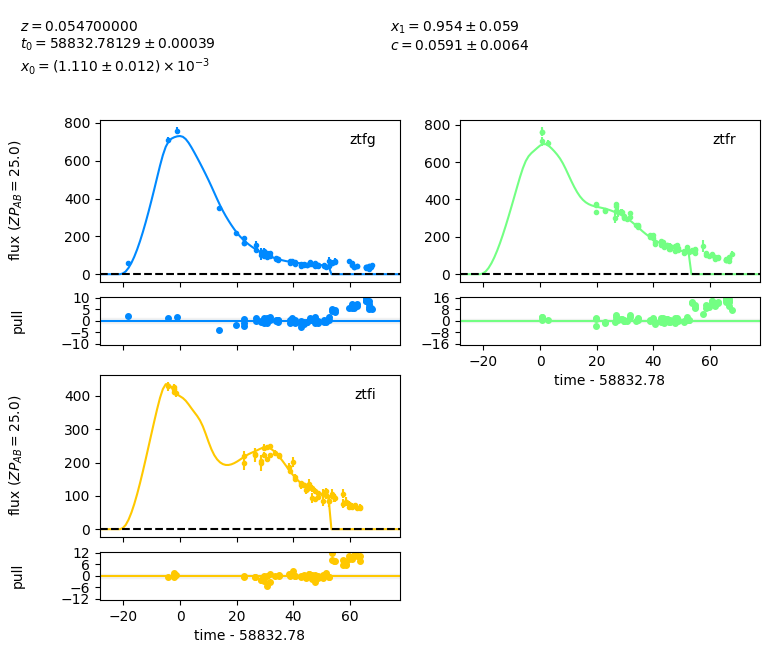 z = 0.054700000
t₀ = 58832.78129 ± 0.00039
x₀ = (1.110 ± 0.012) × 10⁻³
x₁ = 0.954 ± 0.059
c = 0.0591 ± 0.0064
flux (ZP_AB = 25.0)
800
600
400
200
0
ztfg
10
5
0
−5
−10
pull
800
600
400
200
0
ztfr
16
8
0
−8
−16
−20 0 20 40 60
time - 58832.78
flux (ZP_AB = 25.0)
400
300
200
100
0
ztfi
12
6
0
−6
−12
pull
−20 0 20 40 60
time - 58832.78